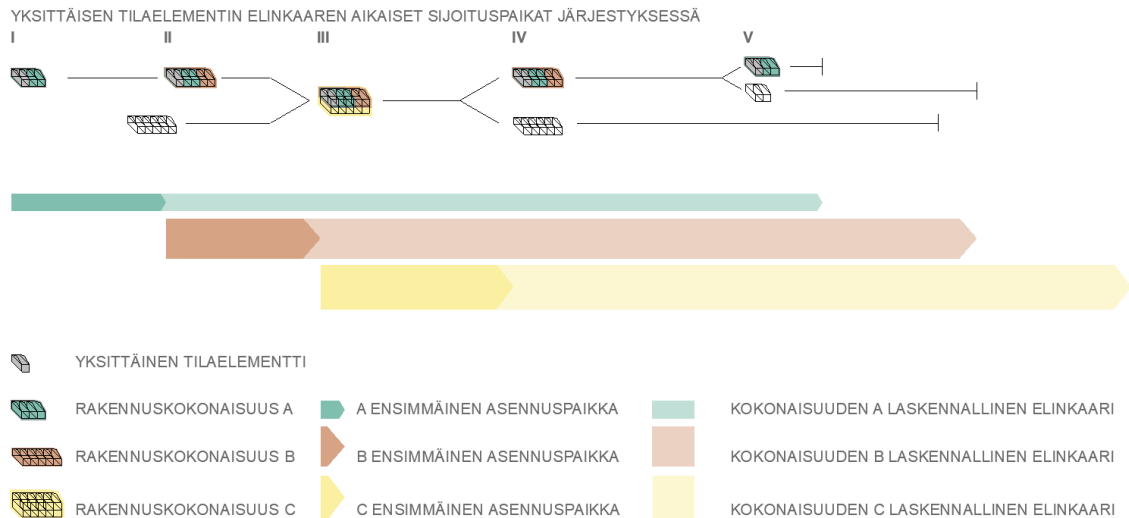 YKSITTÄISEN TILAELEMENTIN ELINKAAREN AIKAISET SIJOITUSPAIKAT JÄRJESTYKSESSÄ
I II III IV V
YKSITTÄINEN TILAELEMENTTI
RAKENNUSKOKONAISUUS A A ENSIMMÄINEN ASENNUSPAIKKA KOKONAISUUDEN A LASKENNALLINEN ELINKAARI
RAKENNUSKOKONAISUUS B B ENSIMMÄINEN ASENNUSPAIKKA KOKONAISUUDEN B LASKENNALLINEN ELINKAARI
RAKENNUSKOKONAISUUS C C ENSIMMÄINEN ASENNUSPAIKKA KOKONAISUUDEN C LASKENNALLINEN ELINKAARI